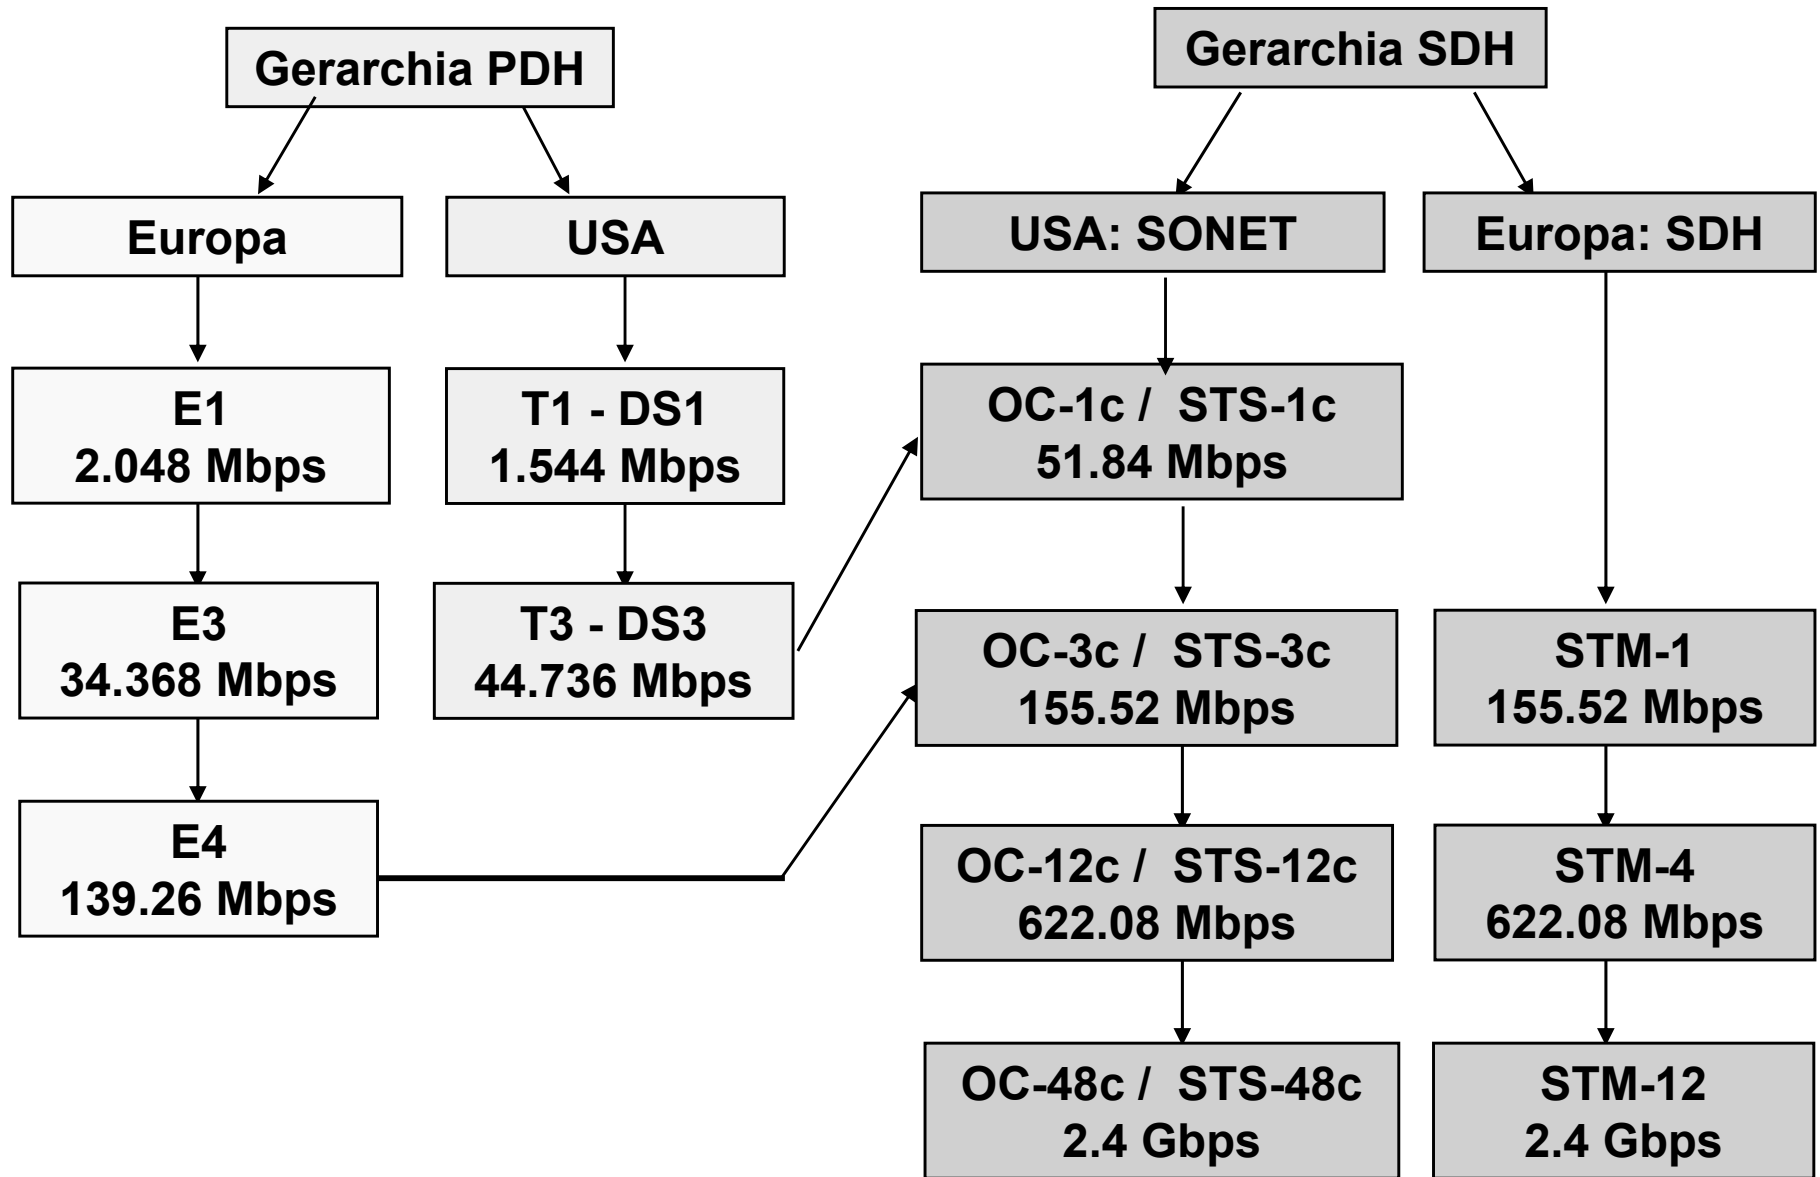 Gerarchia PDH
Europa
USA
E1
2.048 Mbps
T1 - DS1
1.544 Mbps
E3
34.368 Mbps
T3 - DS3
44.736 Mbps
E4
139.26 Mbps
Gerarchia SDH
USA: SONET
Europa: SDH
OC-1c / STS-1c
51.84 Mbps
OC-3c / STS-3c
155.52 Mbps
STM-1
155.52 Mbps
OC-12c / STS-12c
622.08 Mbps
STM-4
622.08 Mbps
OC-48c / STS-48c
2.4 Gbps
STM-12
2.4 Gbps